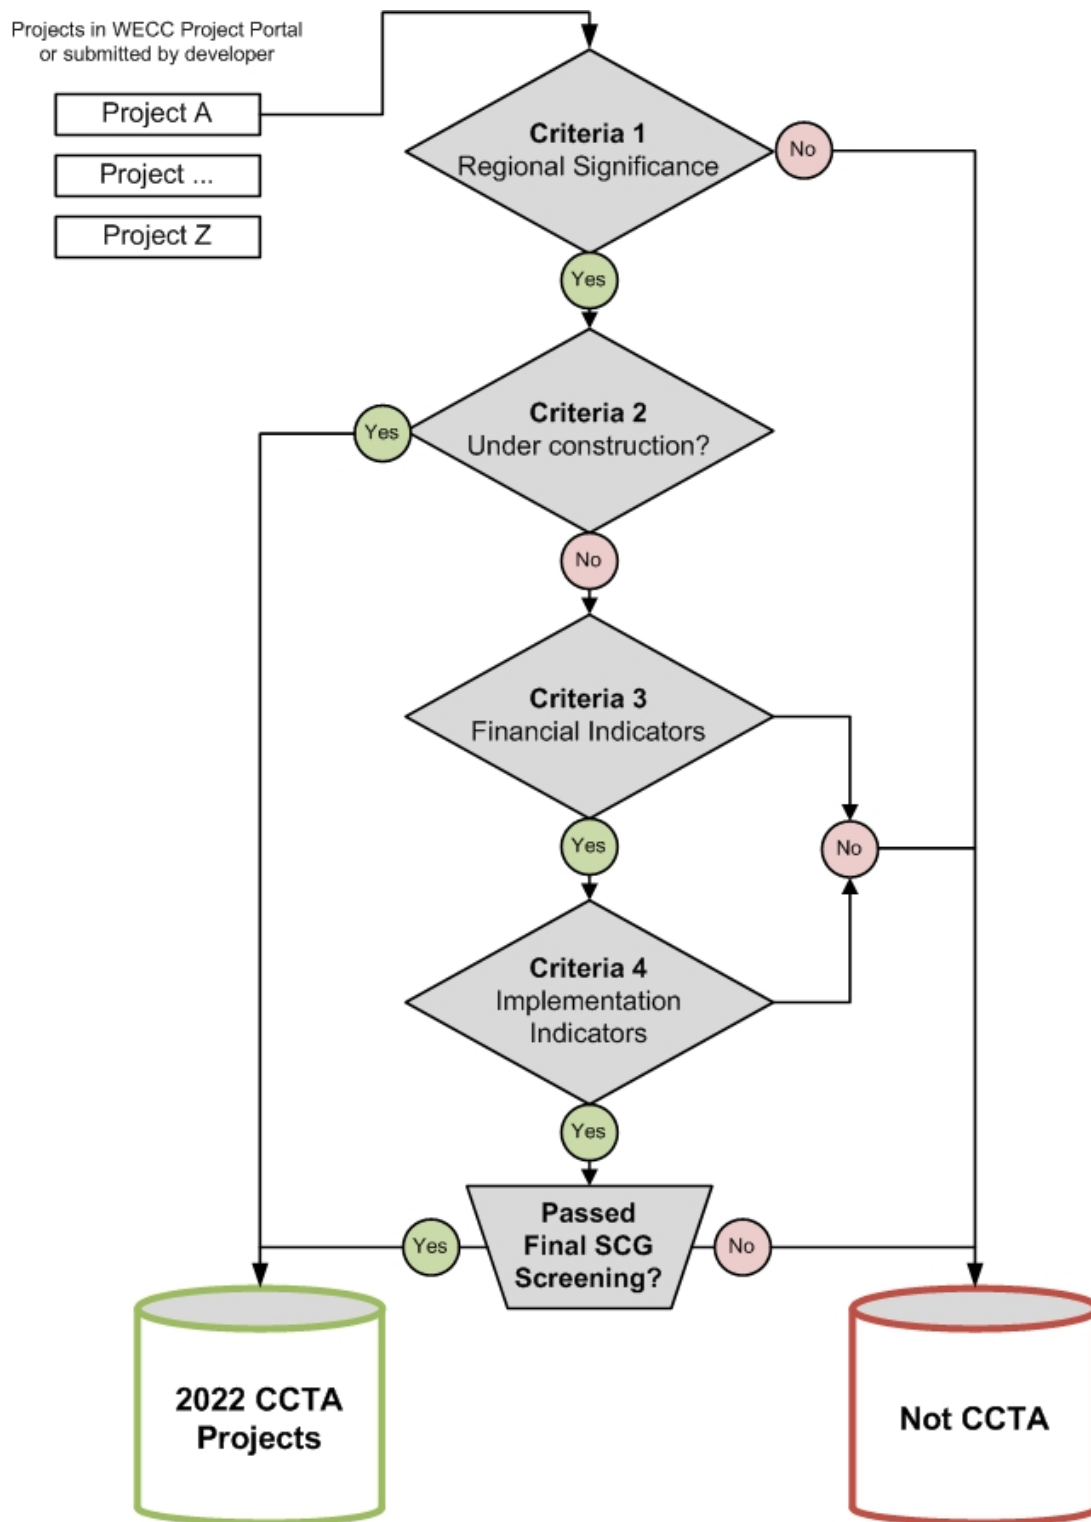 Projects in WECC Project Portal
or submitted by developer
Project A
Project ...
Project Z
Criteria 1
Regional Significance
No
Yes
Criteria 2
Under construction?
Yes
No
Criteria 3
Financial Indicators
Yes
No
Criteria 4
Implementation
Indicators
Yes
Passed
Final SCG
Screening?
Yes
No
2022 CCTA
Projects
Not CCTA